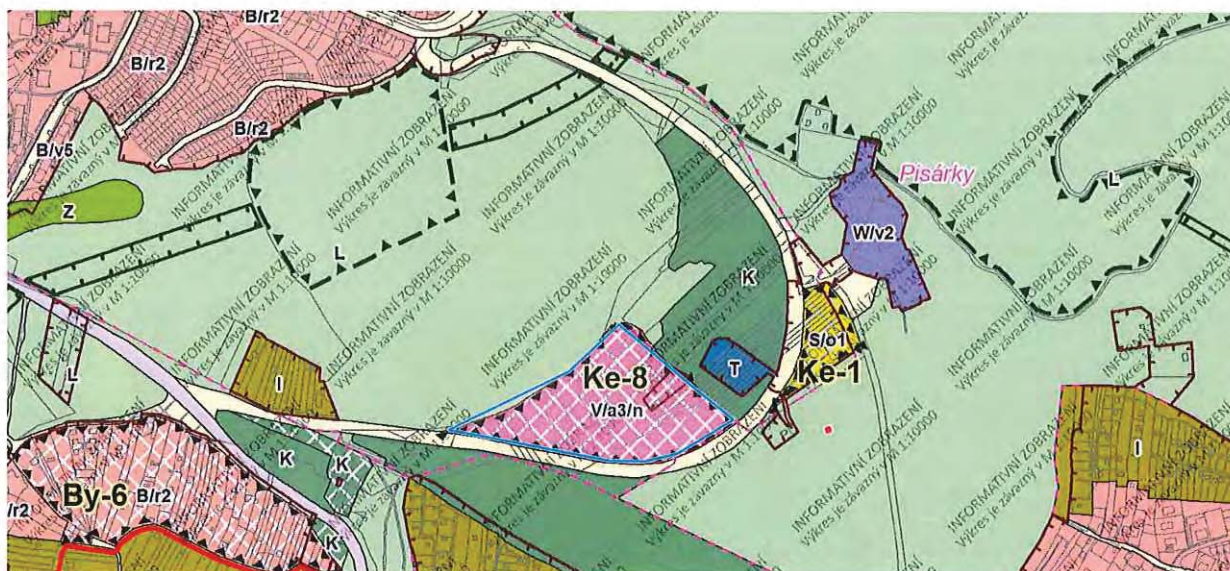 B/r2
B/r2
B/r2
B/r2
B/v5
Z
L
L
L
K
Pisárky
W/v2
S/o1
Ke-1
T
Ke-8
V/a3/n
I
K
K
p
K
By-6
B/r2
/r2
I
INFORMATIVNÍ ZOBRAZENÍ
Výkres je závazný v M 1:10000